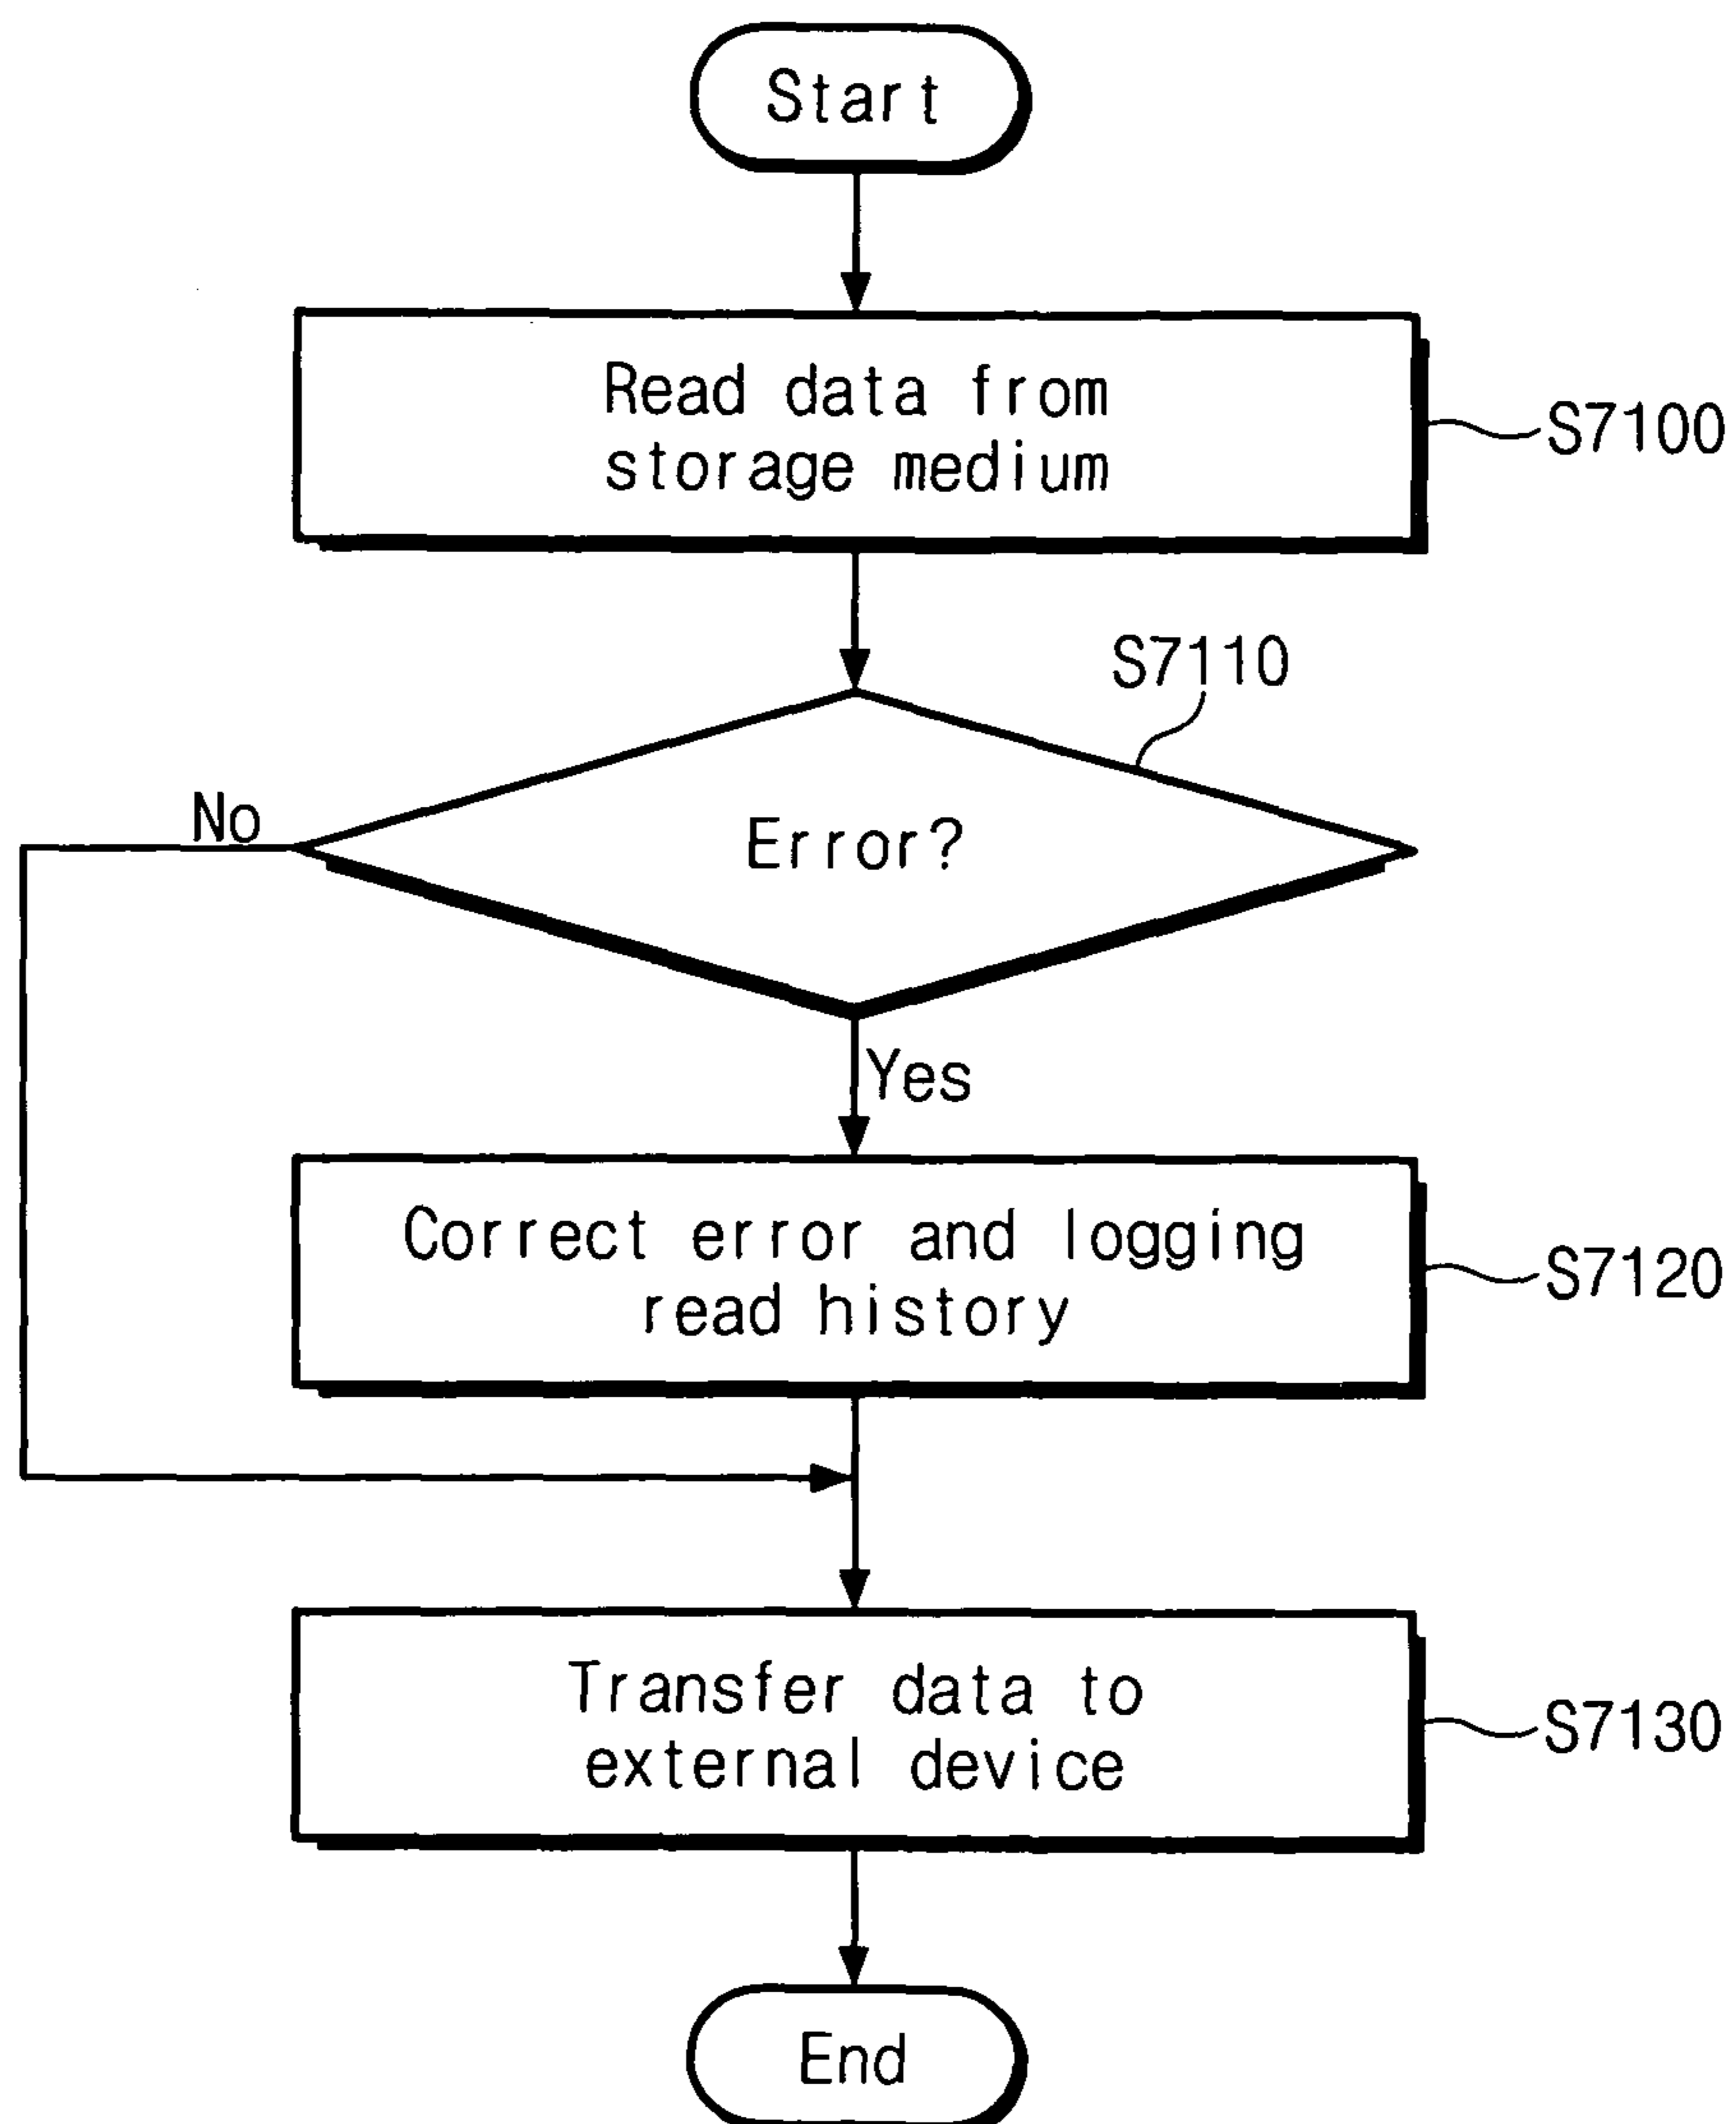 Start
Read data from
storage medium
S7100
S7110
No
Error?
Yes
Correct error and logging
read history
S7120
Transfer data to
external device
S7130
End